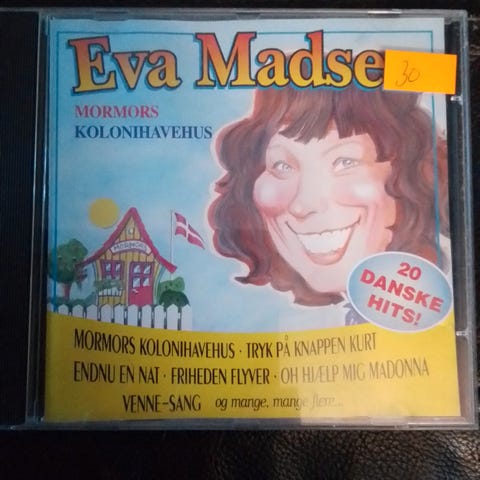 Eva Madse
30
MORMORS
KOLONIHAVEHUS
MORMOR
20
DANSKE
HITS!
MORMORS KOLONIHAVEHUS · TRYK PÅ KNAPPEN KURT
ENDNU EN NAT · FRIHEDEN FLYVER · OH HJÆLP MIG MADONNA
VENNE-SANG og mange, mange flere...